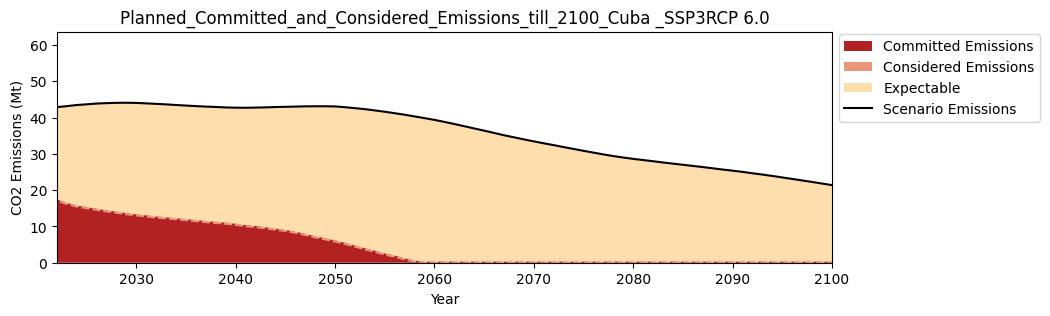 Planned_Committed_and_Considered_Emissions_till_2100_Cuba _SSP3RCP 6.0
CO2 Emissions (Mt)
60
50
40
30
20
10
0
2030 2040 2050 2060 2070 2080 2090 2100
Year
Committed Emissions
Considered Emissions
Expectable
Scenario Emissions